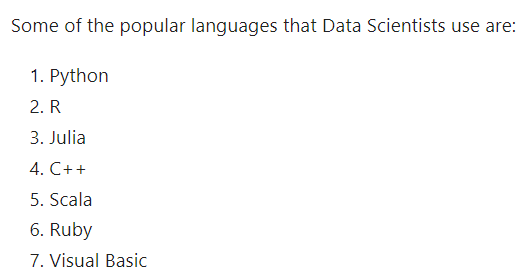 Some of the popular languages that Data Scientists use are:
1. Python
2. R
3. Julia
4. C++
5. Scala
6. Ruby
7. Visual Basic